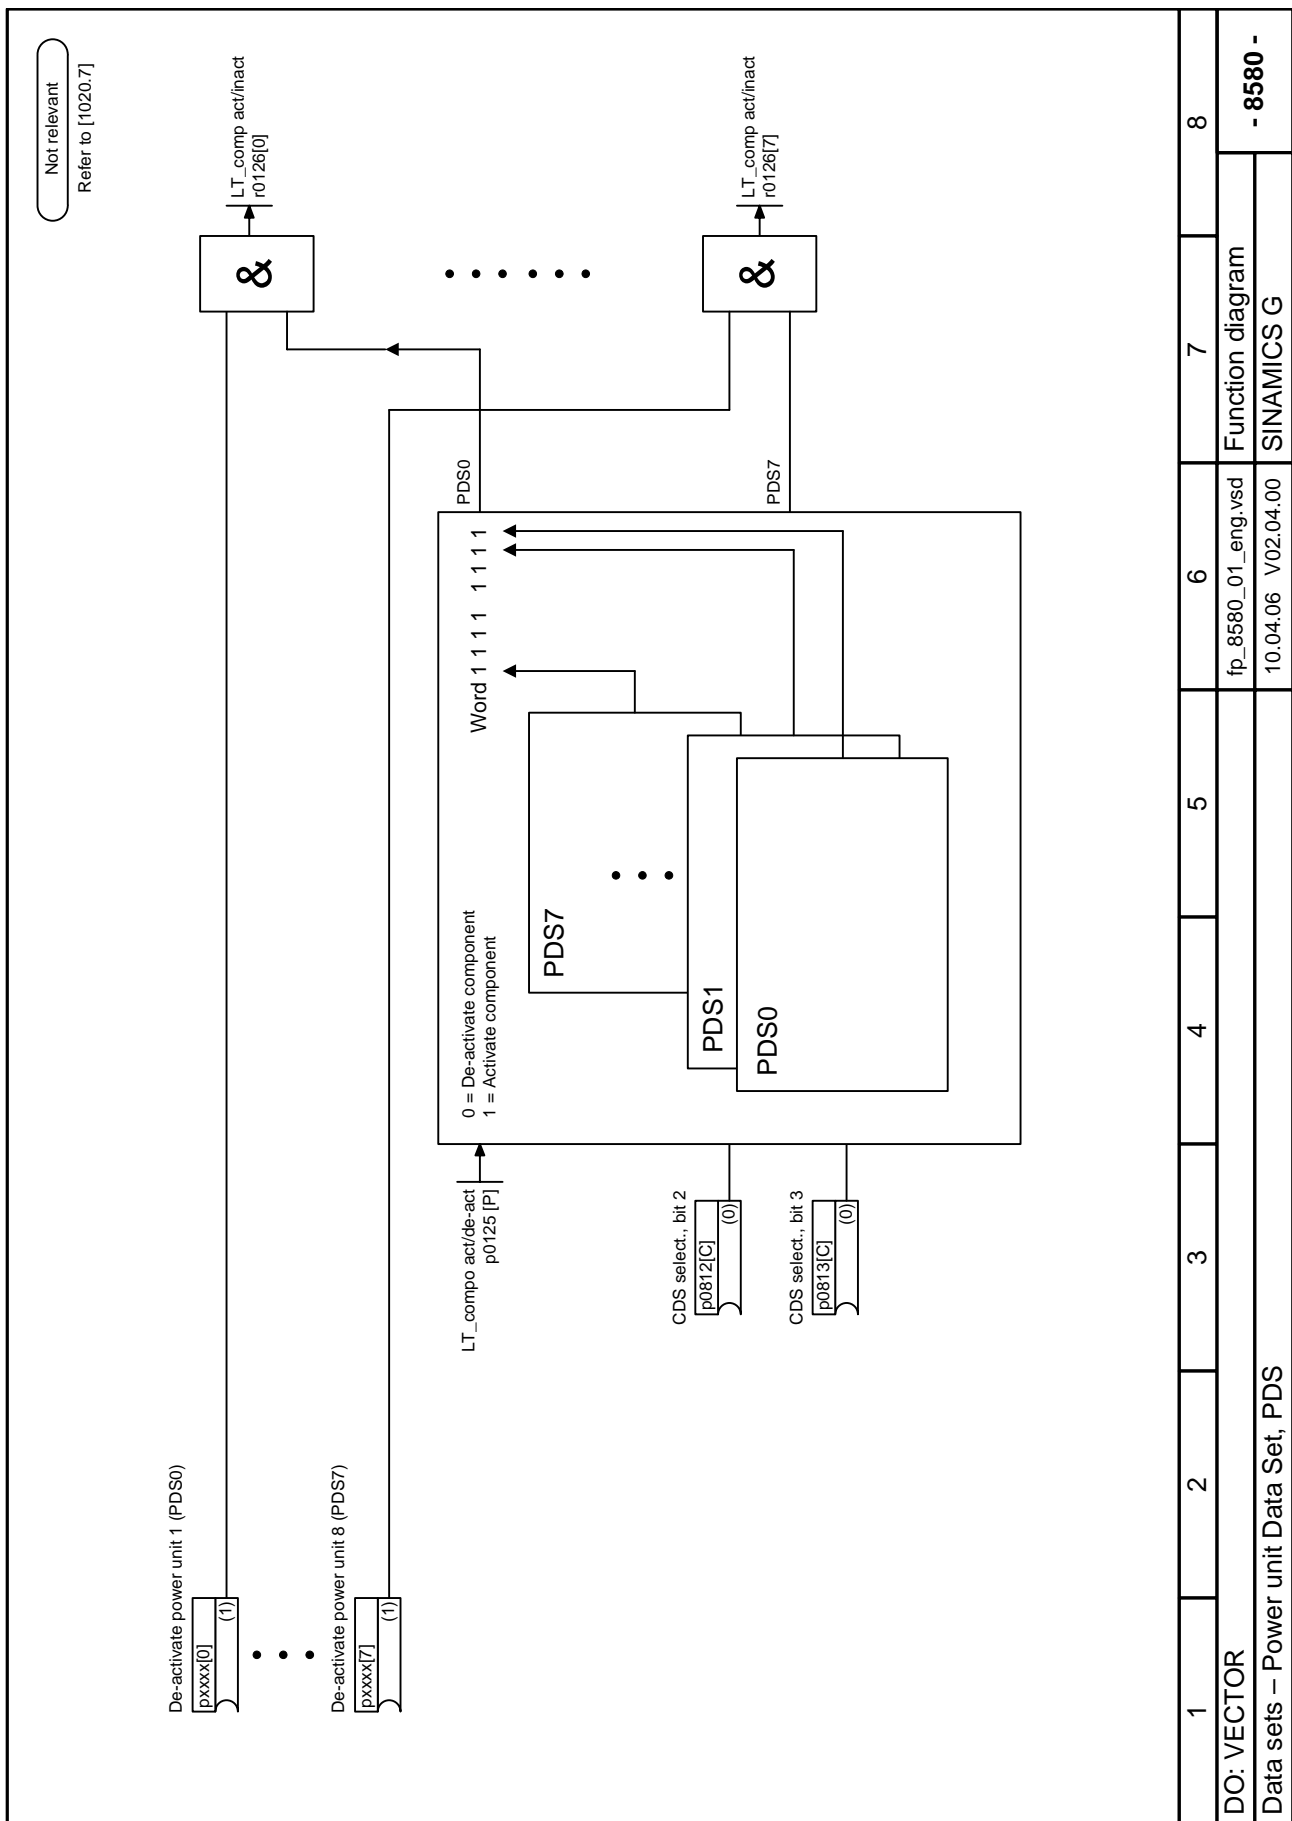 Not relevant
Refer to [1020.7]
De-activate power unit 1 (PDS0)
pxxxx[0]
(1)
&
LT_comp act/inact
r0126[0]
De-activate power unit 8 (PDS7)
pxxxx[7]
(1)
LT_compo act/de-act
p0125 [P]
0 = De-activate component
1 = Activate component
Word 1 1 1 1 1 1 1 1
PDS0
PDS7
PDS1
PDS0
CDS select., bit 2
p0812[C]
(0)
CDS select., bit 3
p0813[C]
(0)
PDS7
&
LT_comp act/inact
r0126[7]
1 2 3 4 5 6 7 8
DO: VECTOR
fp_8580_01_eng.vsd
Function diagram
- 8580 -
Data sets – Power unit Data Set, PDS
10.04.06 V02.04.00
SINAMICS G